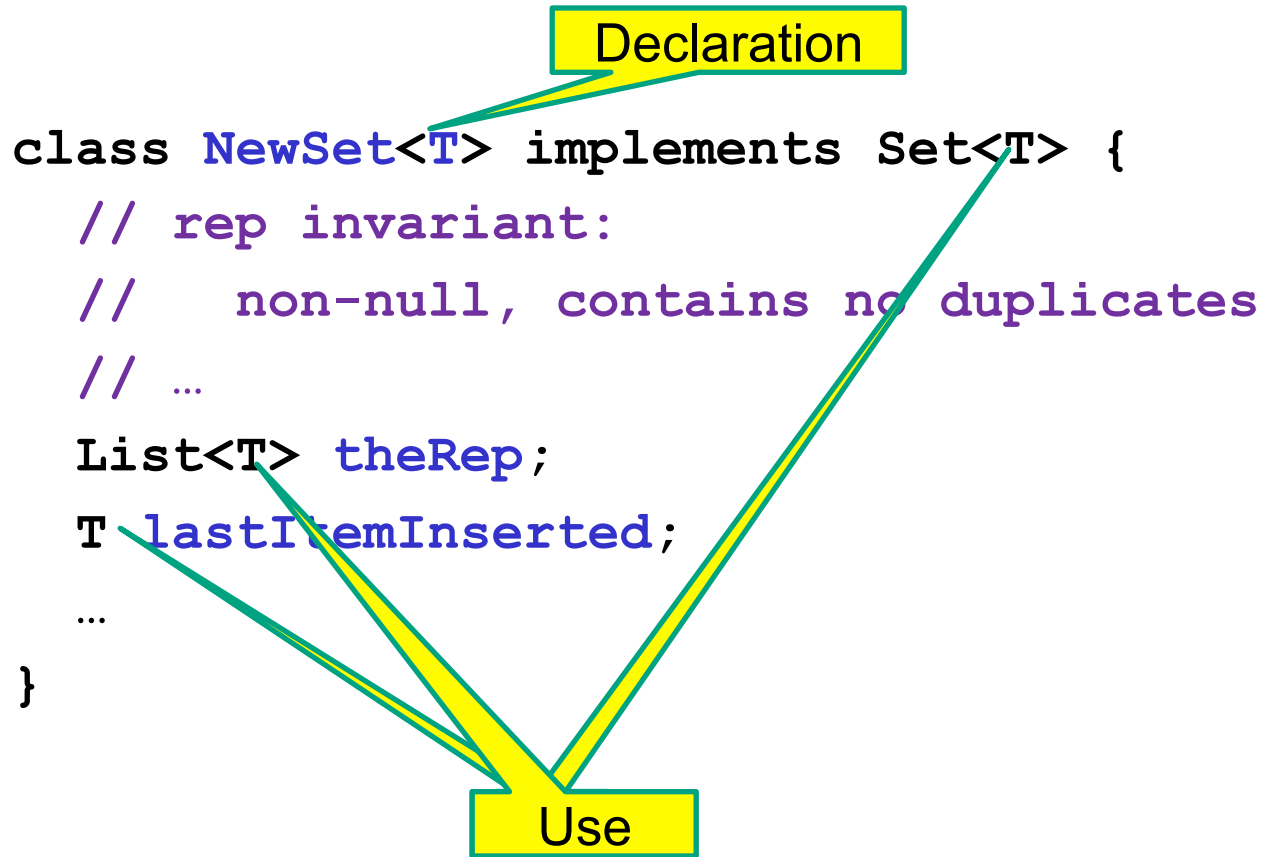 Declaration
class NewSet<T> implements Set<T> {
// rep invariant:
//   non-null, contains no duplicates
// …
List<T> theRep;
T lastItemInserted;
…
}
Use